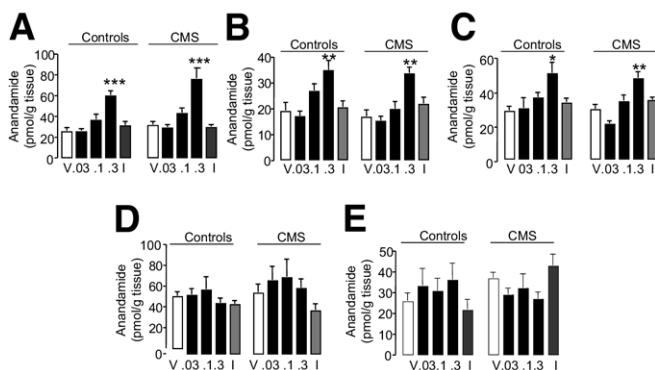 A
Controls CMS
Anandamide
(pmol/g tissue)
100
80
60
40
20
0
*** ***
V .03 .1 .3 I V .03 .1 .3 I
B
Controls CMS
Anandamide
(pmol/g tissue)
40
30
20
10
0
** **
V.03.1 .3 I V.03.1 .3 I
C
Controls CMS
Anandamide
(pmol/g tissue)
60
40
20
0
* **
V .03 .1 .3 I V .03 .1 .3 I
D
Controls CMS
Anandamide
(pmol/g tissue)
100
80
60
40
20
0
V .03 .1.3 I V .03 .1.3 I
E
Controls CMS
Anandamide
(pmol/g tissue)
50
40
30
20
10
0
V.03.1 .3 I V.03.1 .3 I